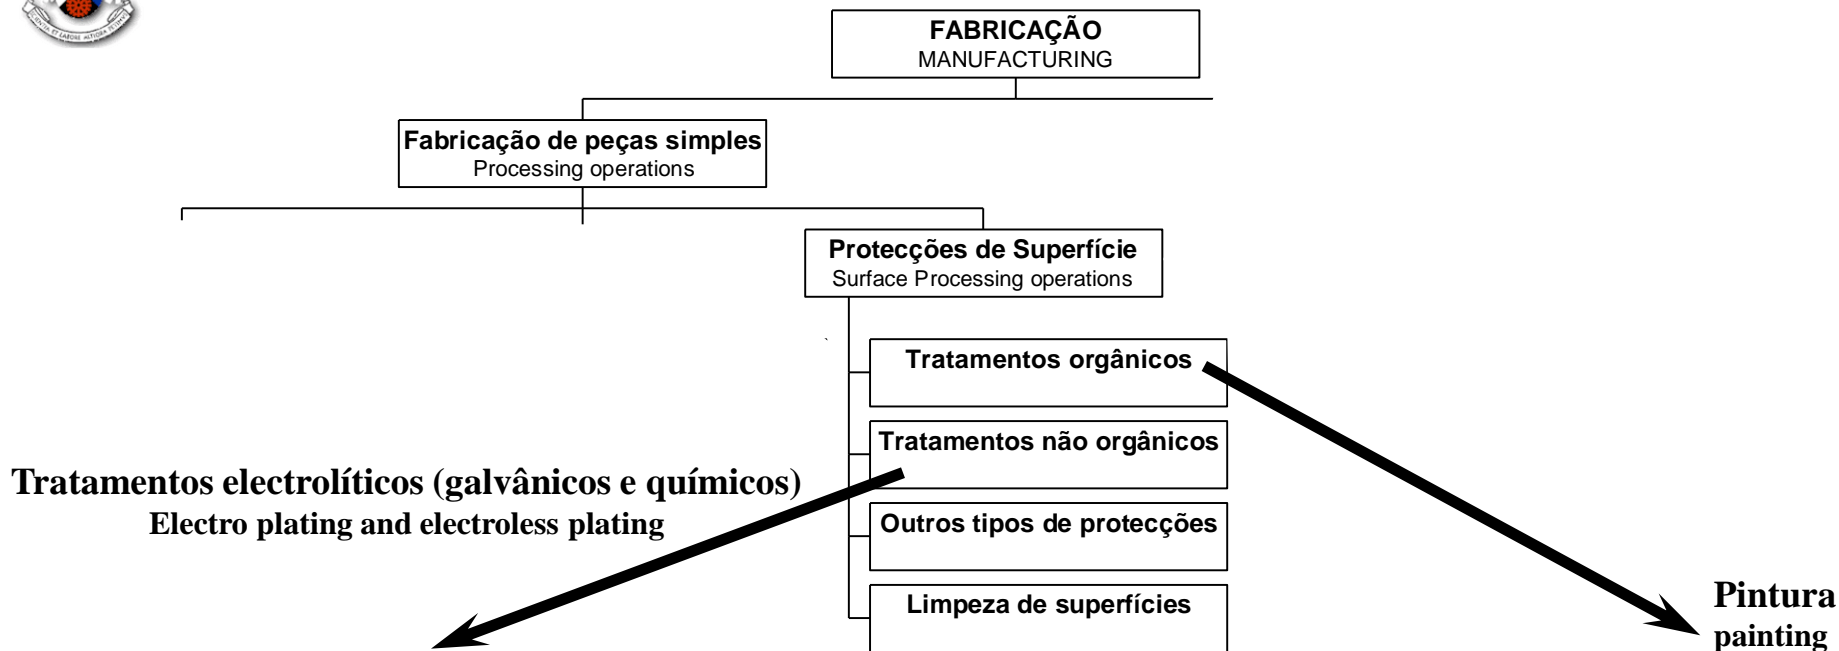 FABRICAÇÃO
MANUFACTURING
Fabricação de peças simples
Processing operations
Protecções de Superfície
Surface Processing operations
Tratamentos orgânicos
Tratamentos não orgânicos
Tratamentos electrolíticos (galvânicos e químicos)
Electro plating and electroless plating
Outros tipos de protecções
Limpeza de superfícies
Pintura
painting